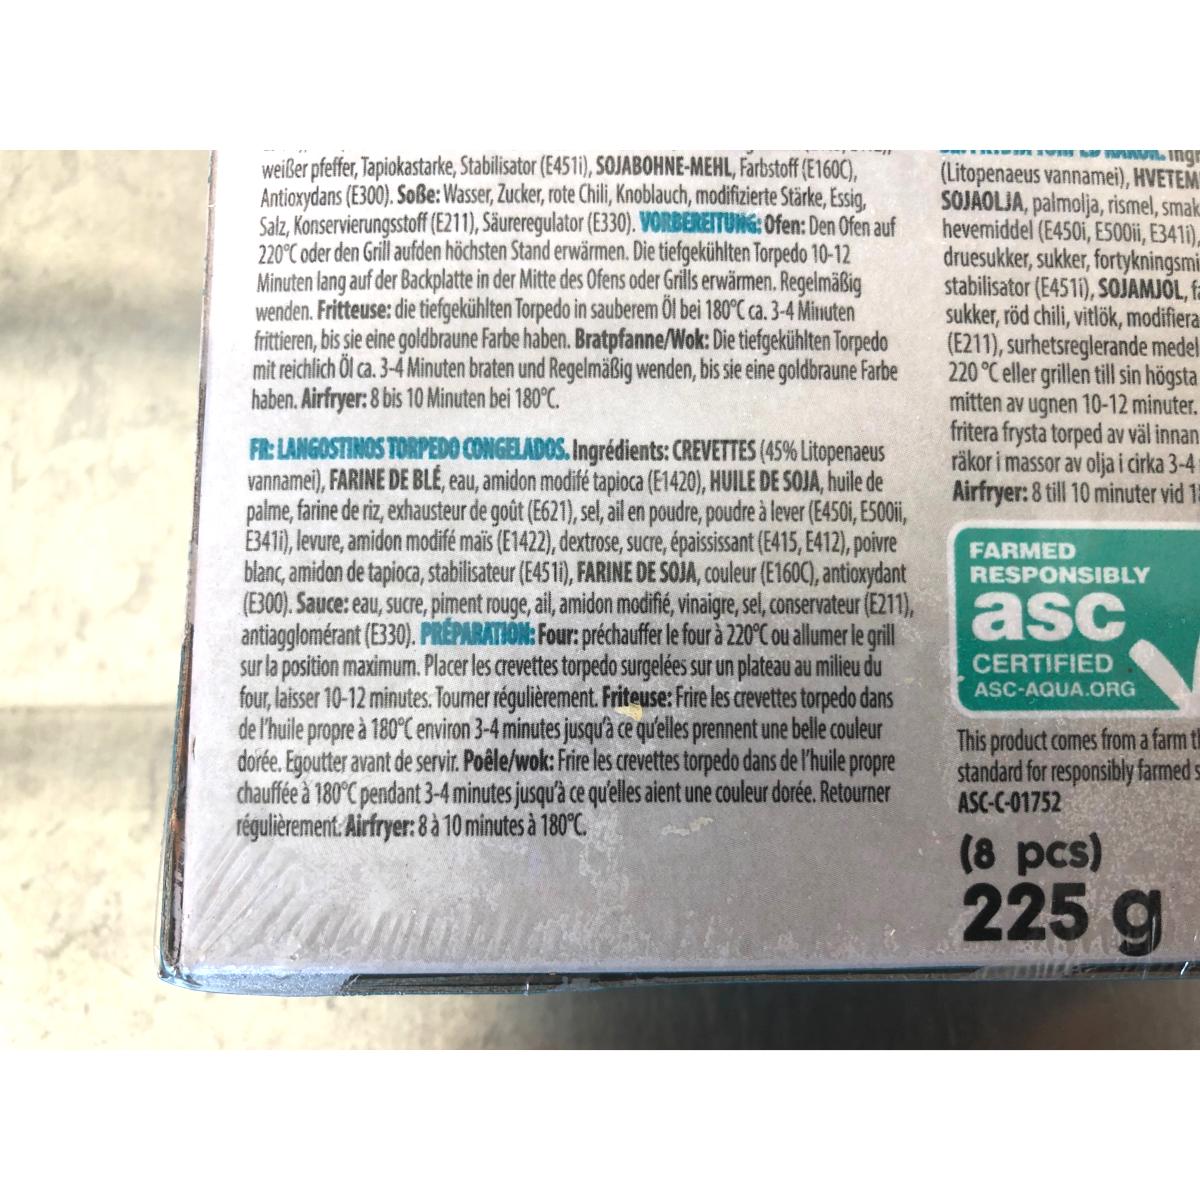 weißer pfeffer, Tapiokastarke, Stabilisator (E451i), SOJABOHNE-MEHL, Farbstoff (E160C),
Antioxydans (E300). Soße: Wasser, Zucker, rote Chili, Knoblauch, modifizierte Stärke, Essig,
Salz, Konservierungsstoff (E211), Säureregulator (E330). VORBEREITUNG: Ofen: Den Ofen auf
220°C oder den Grill aufden höchsten Stand erwärmen. Die tiefgekühlten Torpedo 10-12
Minuten lang auf der Backplatte in der Mitte des Ofens oder Grills erwärmen. Regelmäßig
wenden. Fritteuse: die tiefgekühlten Torpedo in sauberem Öl bei 180°C ca. 3-4 Minuten
frittieren, bis sie eine goldbraune Farbe haben. Bratpfanne/Wok: Die tiefgekühlten Torpedo
mit reichlich Öl ca. 3-4 Minuten braten und Regelmäßig wenden, bis sie eine goldbraune Farbe
haben. Airfryer: 8 bis 10 Minuten bei 180°C.
FR: LANGOSTINOS TORPEDO CONGELADOS. Ingrédients: CREVETTES (45% Litopenaeus
vannamei), FARINE DE BLÉ, eau, amidon modifé tapioca (E1420), HUILE DE SOJA, huile de
palme, farine de riz, exhausteur de goût (E621), sel, ail en poudre, poudre à lever (E450i, E500ii,
E341i), levure, amidon modifé maïs (E1422), dextrose, sucre, épaississant (E415, E412), poivre
blanc, amidon de tapioca, stabilisateur (E451i), FARINE DE SOJA, couleur (E160C), antioxydant
(E300). Sauce: eau, sucre, piment rouge, ail, amidon modifié, vinaigre, sel, conservateur (E211),
antiagglomérant (E330). PRÉPARATION: Four: préchauffer le four à 220°C ou allumer le grill
sur la position maximum. Placer les crevettes torpedo surgelées sur un plateau au milieu du
four, laisser 10-12 minutes. Tourner régulièrement. Friteuse: Frire les crevettes torpedo dans
de l'huile propre à 180°C environ 3-4 minutes jusqu'à ce qu'elles prennent une belle couleur
dorée. Egoutter avant de servir. Poêle/wok: Frire les crevettes torpedo dans de l'huile propre
chauffée à 180°C pendant 3-4 minutes jusqu'à ce qu'elles aient une couleur dorée. Retourner
régulièrement. Airfryer: 8 à 10 minutes à 180°C.
(Litopenaeus vannamei), HVETEM
SOJAOLJA, palmolja, rismel, smak
hevemiddel (E450i, E500ii, E341i),
druesukker, sukker, fortykningsmi
stabilisator (E451i), SOJAMJOL, f
sukker, röd chili, vitlök, modifiera
(E211), surhetsreglerande medel
220 °C eller grillen till sin högsta
mitten av ugnen 10-12 minuter.
fritera frysta torped av väl innan
räkor i massor av olja i cirka 3-4
Airfryer: 8 till 10 minuter vid
FARMED
RESPONSIBLY
asc
CERTIFIED
ASC-AQUA.ORG
This product comes from a farm
standard for responsibly farmed
ASC-C-01752
(8 pcs)
225 g